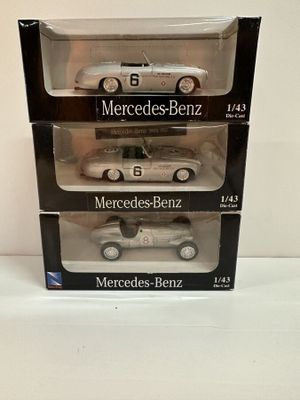 6
Mercedes-Benz
1/43
Die-Cast
6
Mercedes-Benz
1/43
Die-Cast
8
Mercedes-Benz
1/43
Die-Cast